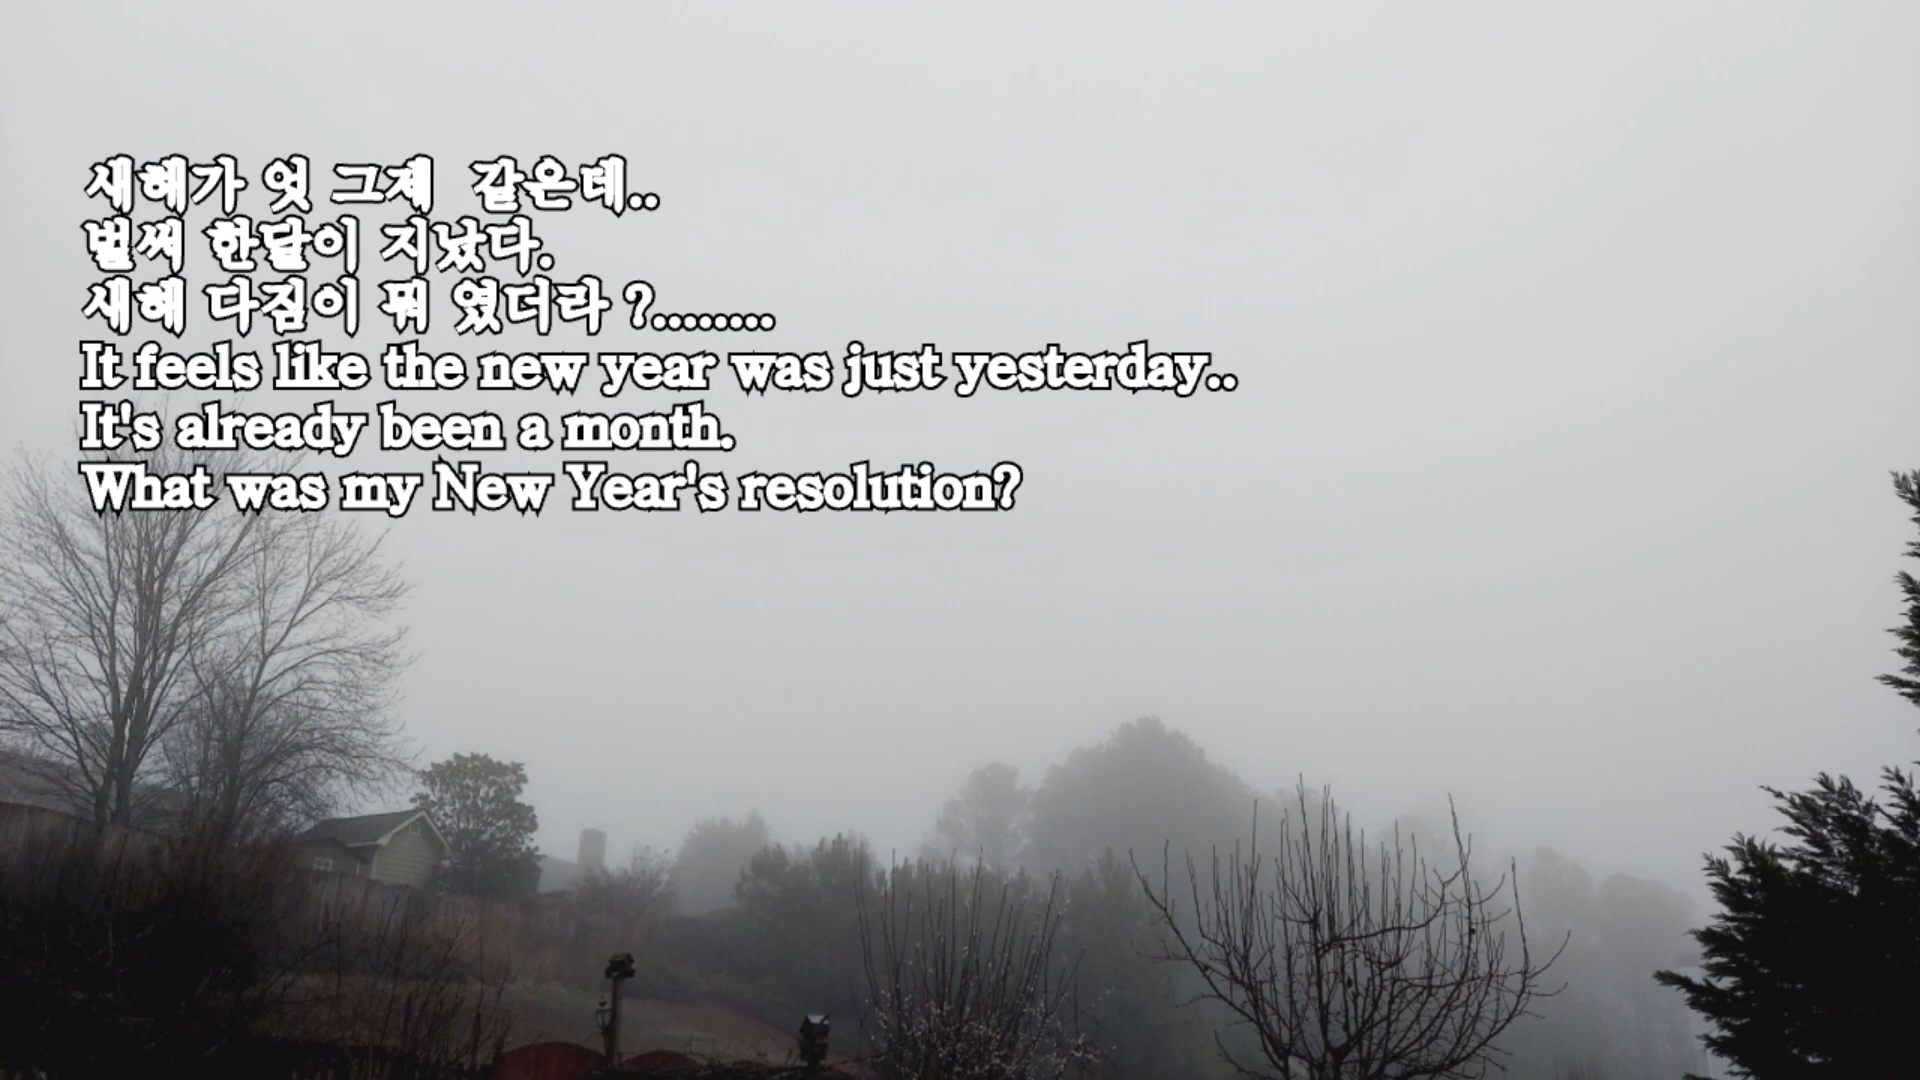 새해가 엇 그제 같은데..
벌써 한달이 지났다.
새해 다짐이 뭐 였더라 ?........
It feels like the new year was just yesterday..
It's already been a month.
What was my New Year's resolution?